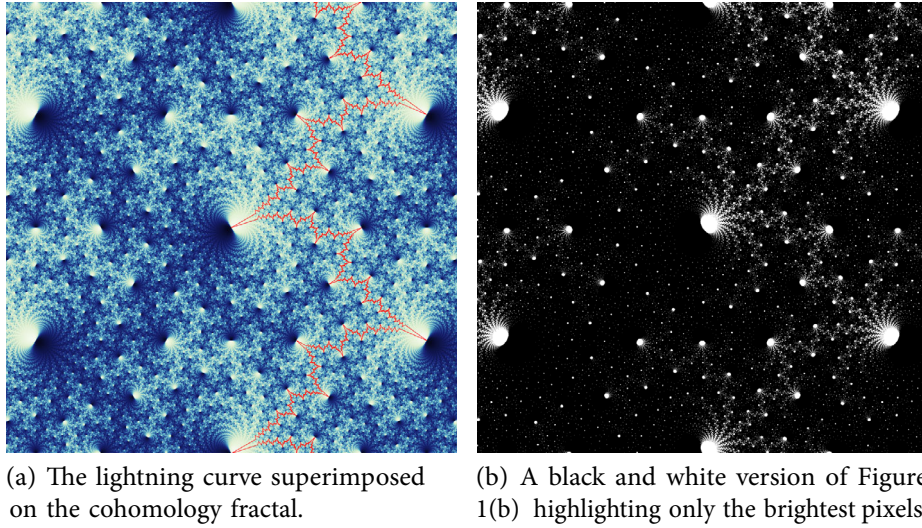 (a) The lightning curve superimposed
on the cohomology fractal.
(b) A black and white version of Figure
1(b) highlighting only the brightest pixels